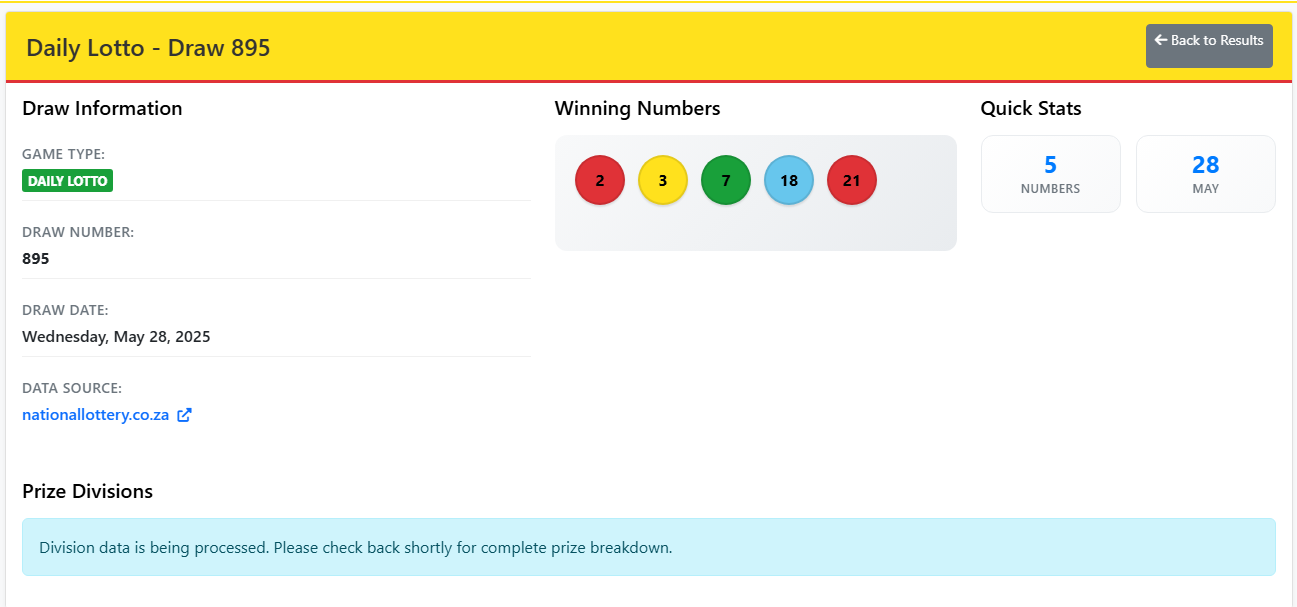 Daily Lotto - Draw 895
Back to Results
Draw Information
GAME TYPE:
DAILY LOTTO
DRAW NUMBER:
895
DRAW DATE:
Wednesday, May 28, 2025
DATA SOURCE:
nationallottery.co.za
Winning Numbers
2 3 7 18 21
Quick Stats
5
NUMBERS
28
MAY
Prize Divisions
Division data is being processed. Please check back shortly for complete prize breakdown.